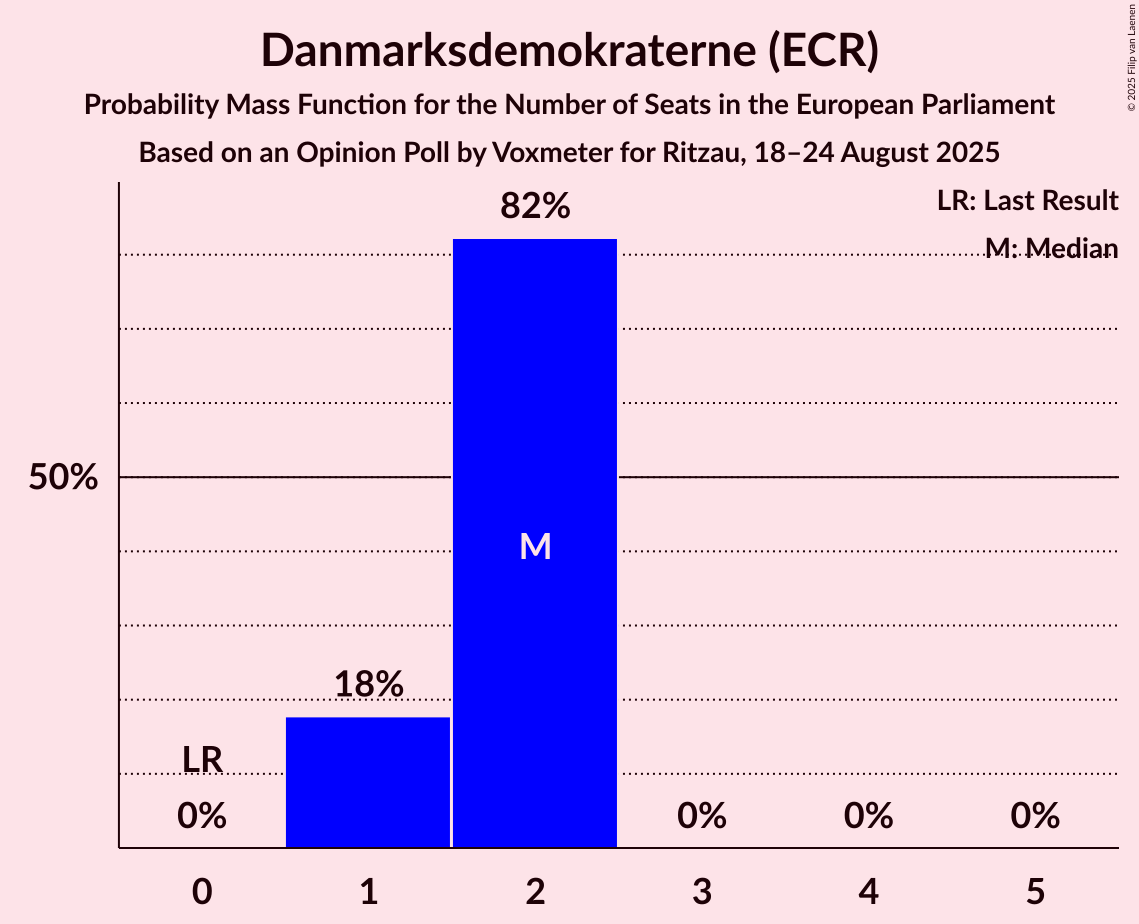 Danmarksdemokraterne (ECR)
Probability Mass Function for the Number of Seats in the European Parliament
Based on an Opinion Poll by Voxmeter for Ritzau, 18–24 August 2025
© 2025 Filip van Laenen
LR: Last Result
M: Median
82%
50%
M
18%
LR
0%
0%
0%
0%
0
1
2
3
4
5